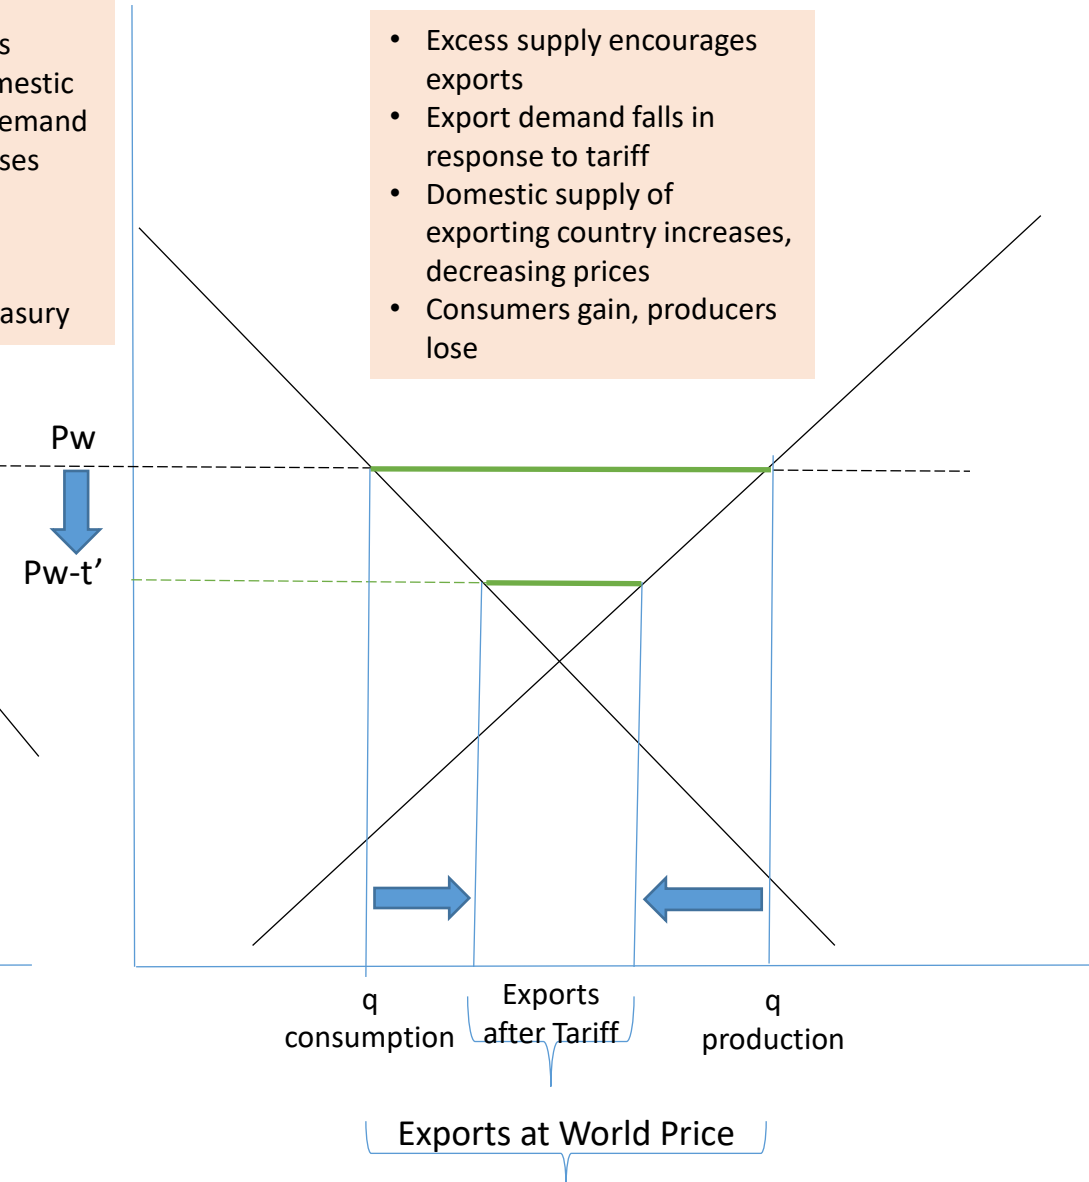 s
mestic
emand
ses
asury
• Excess supply encourages
exports
• Export demand falls in
response to tariff
• Domestic supply of
exporting country increases,
decreasing prices
• Consumers gain, producers
lose
Pw
Pw-t’
q
consumption
Exports
after Tariff
q
production
Exports at World Price